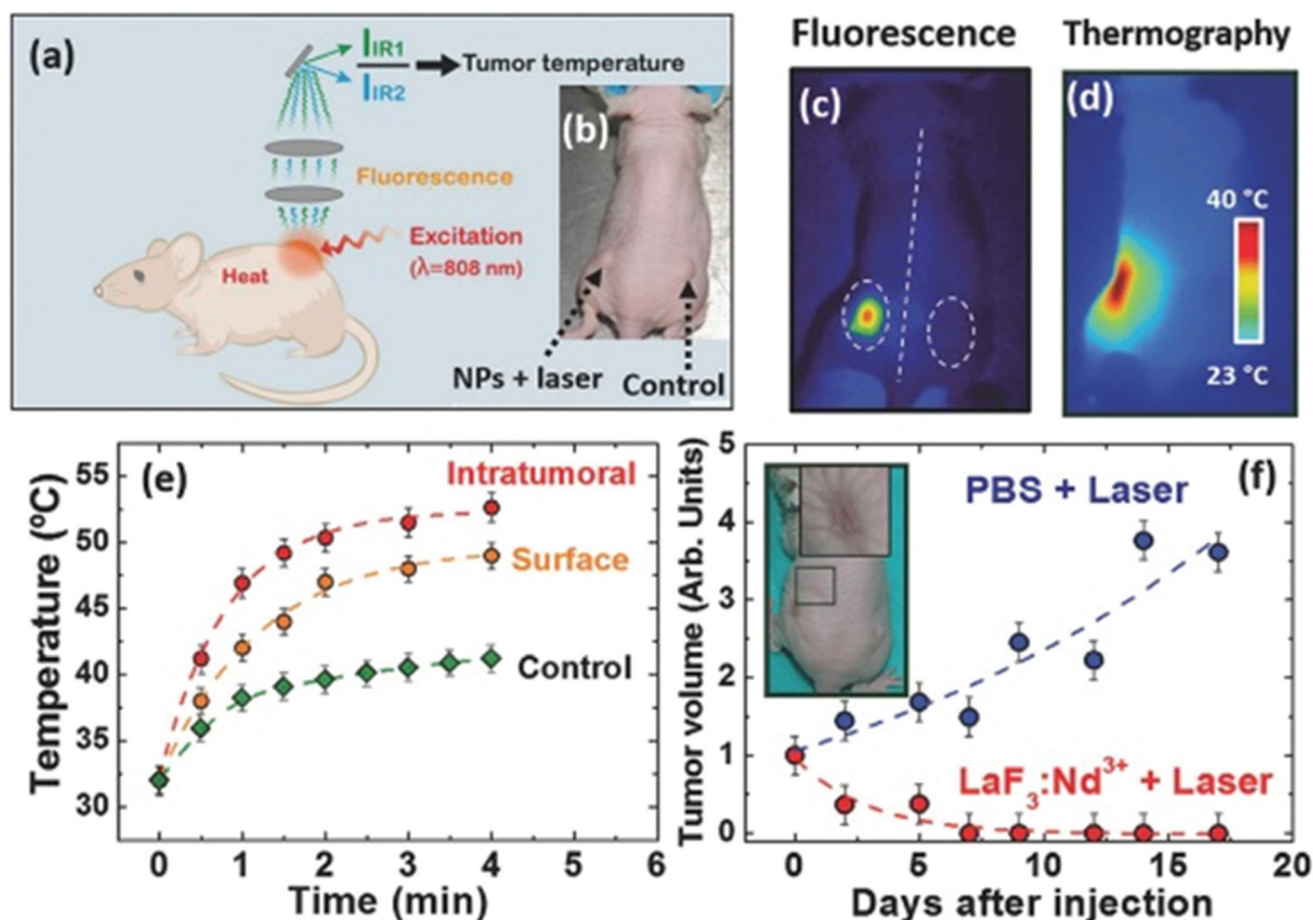 (a)
I IR1
I IR2
Tumor temperature
Fluorescence
Excitation
(λ=808 nm)
Heat
(b)
NPs + laser
Control
Fluorescence
(c)
Thermography
(d)
40 °C
23 °C
(e)
Intratumoral
Surface
Control
Temperature (ºC)
55
50
45
40
35
30
0 1 2 3 4 5 6
Time (min)
(f)
PBS + Laser
LaF3:Nd3+ + Laser
Tumor volume (Arb. Units)
5
4
3
2
1
0
0 5 10 15 20
Days after injection